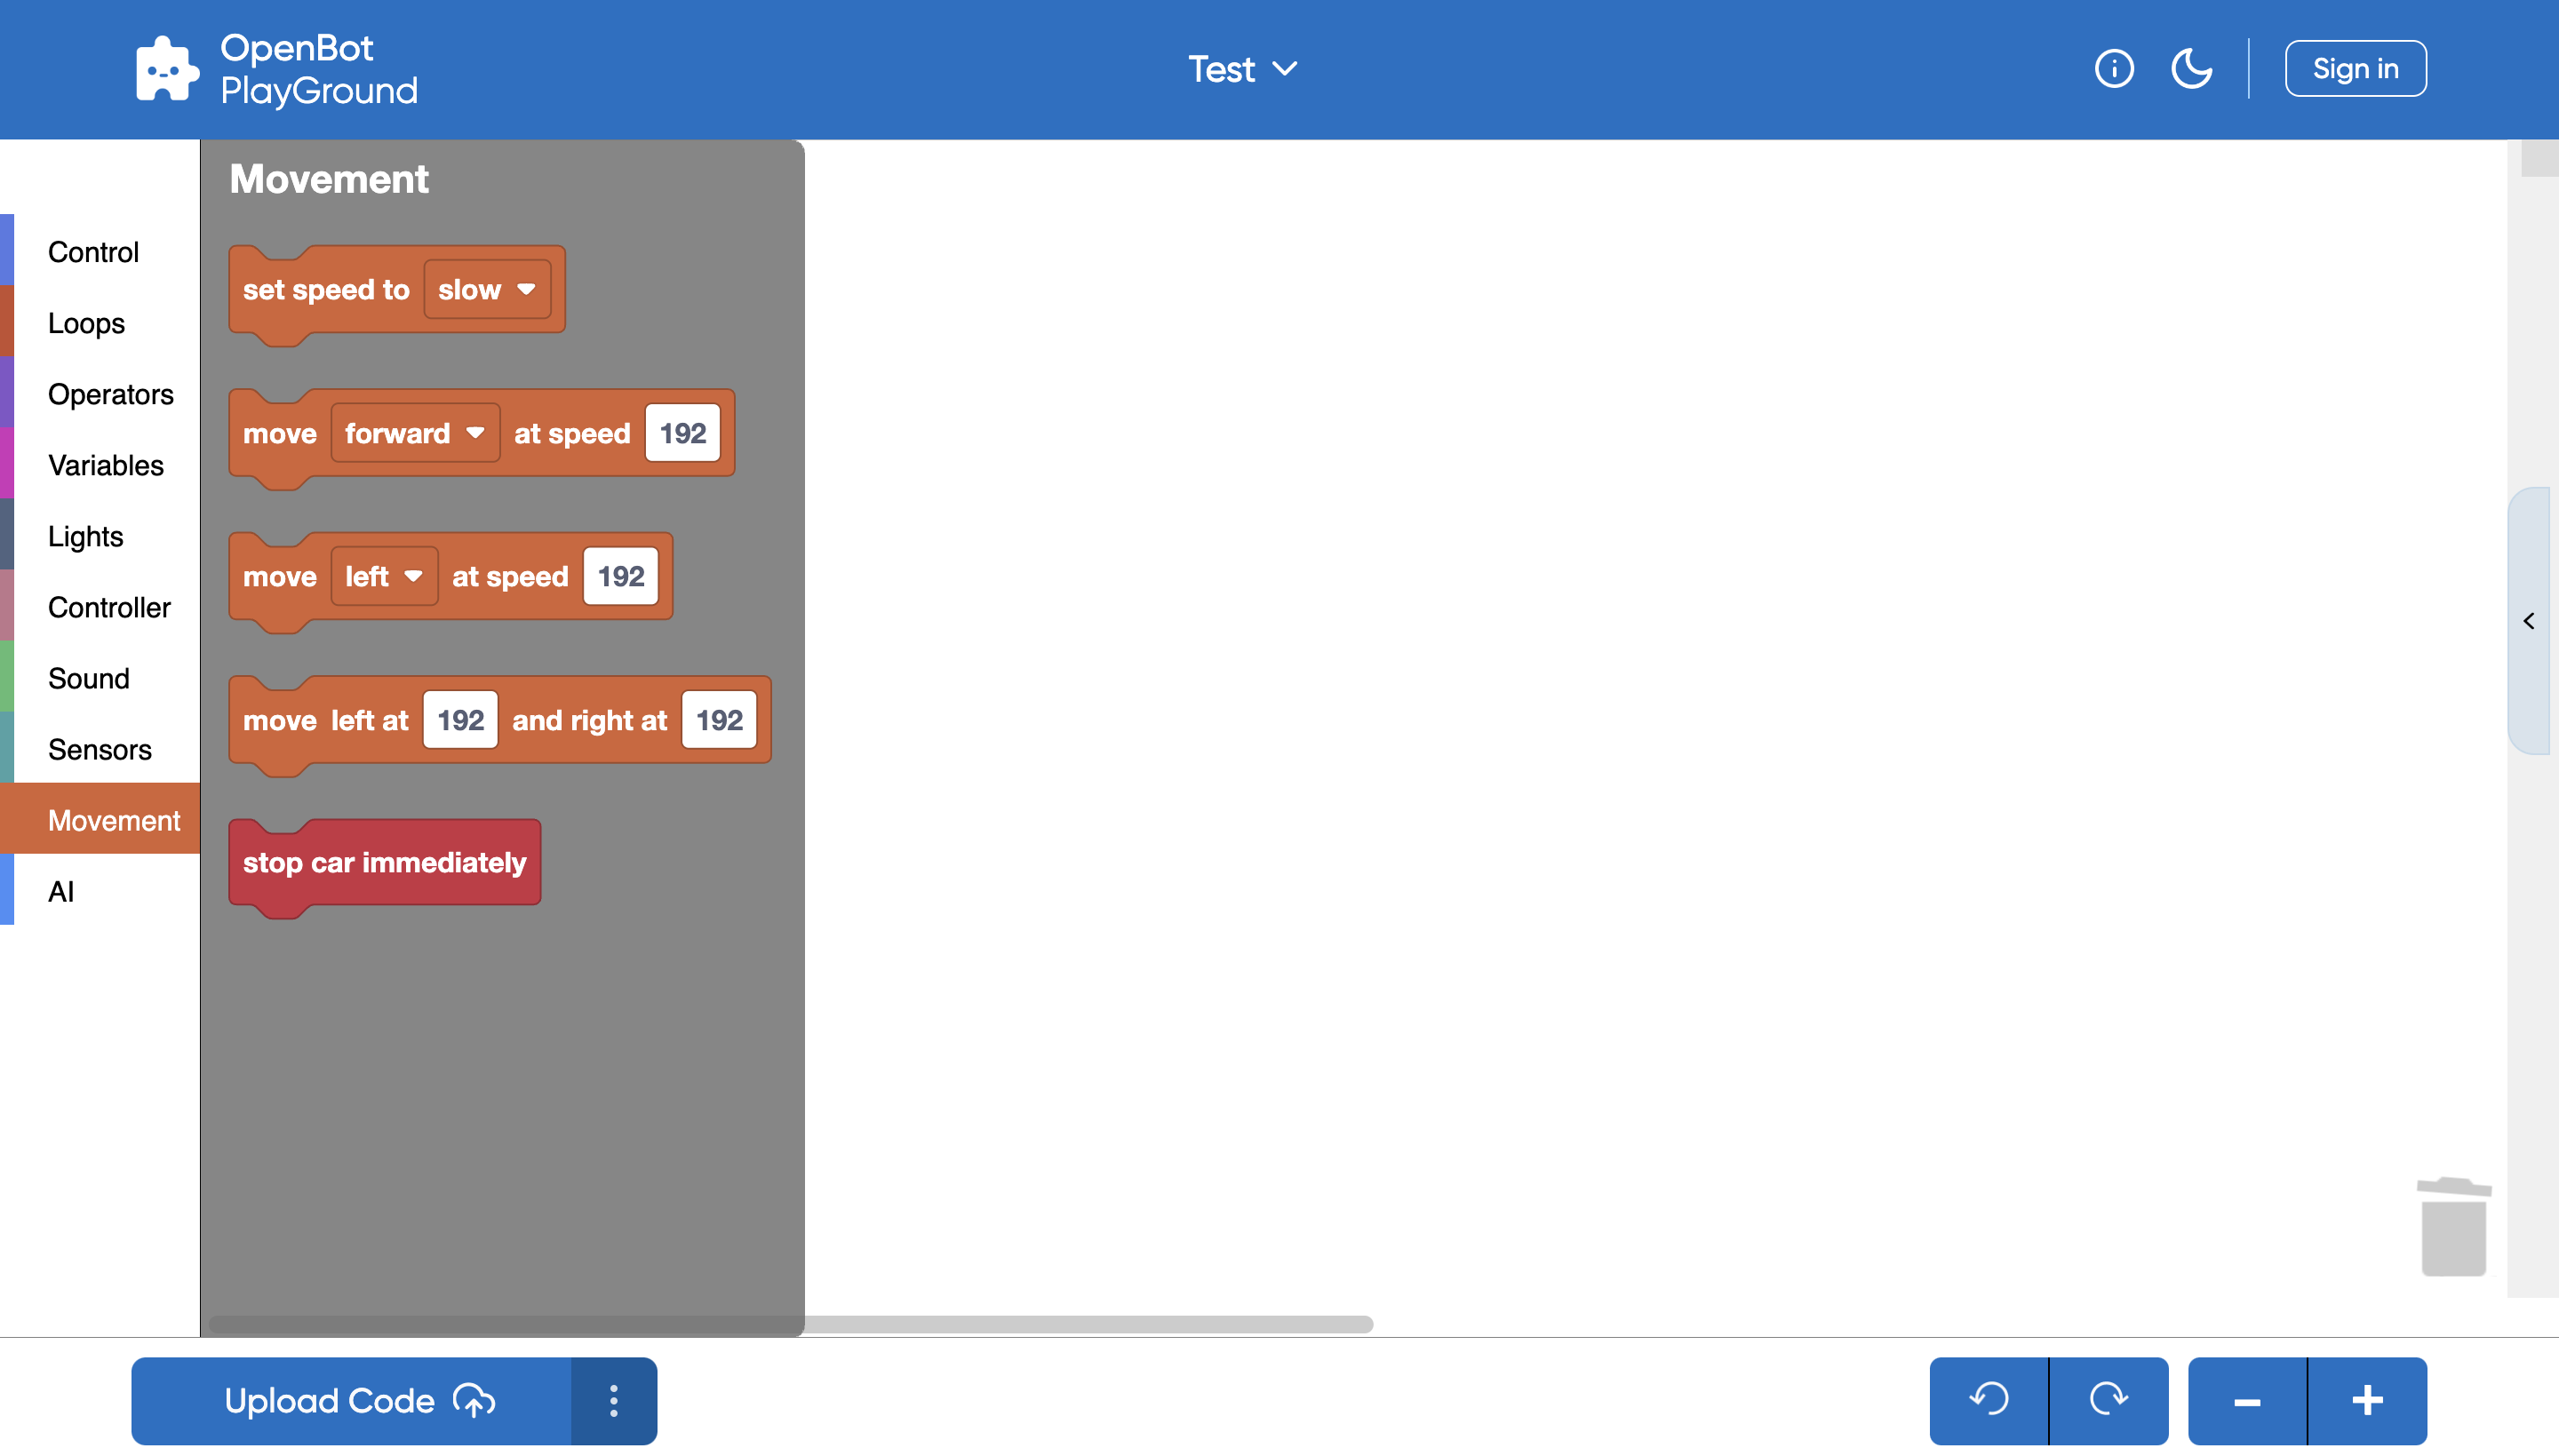 OpenBot
PlayGround
Test
Sign in
Control
Loops
Operators
Variables
Lights
Controller
Sound
Sensors
Movement
AI
Movement
set speed to slow
move forward at speed 192
move left at speed 192
move left at 192 and right at 192
stop car immediately
Upload Code